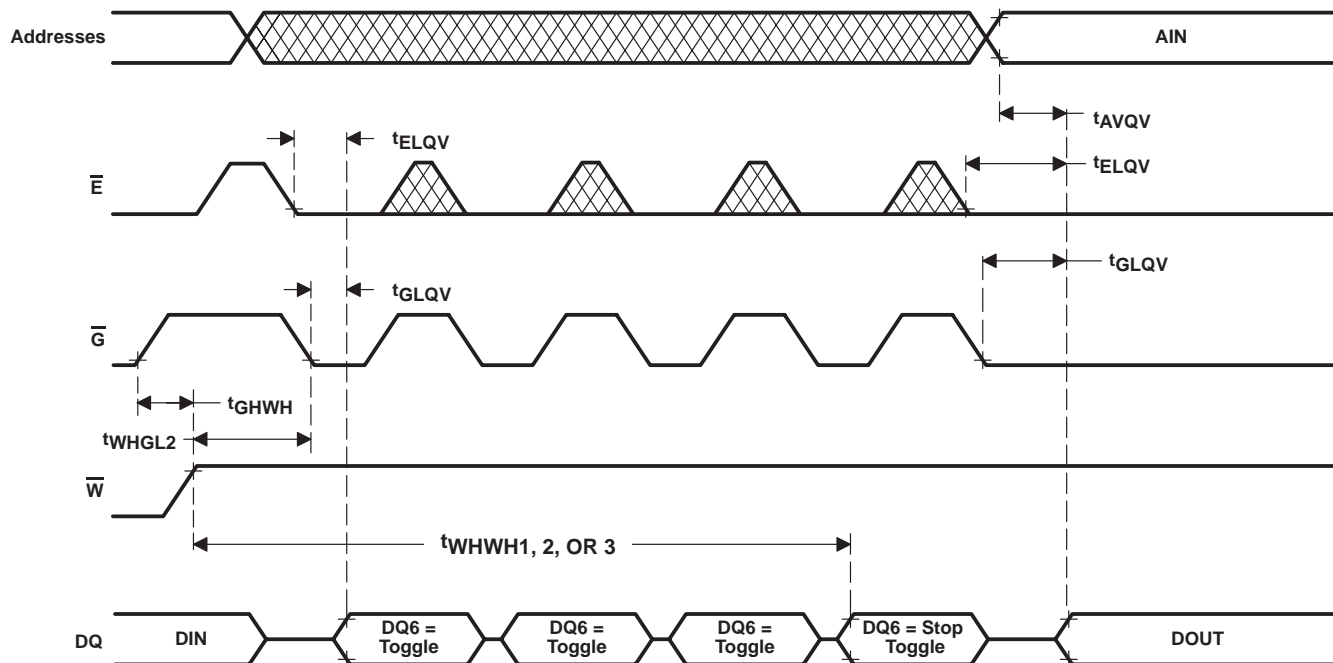 Addresses
AIN
tAVQV
tELQV
tELQV
E
tGLQV
tGLQV
G
tGHWH
tWHGL2
W
tWHWH1, 2, OR 3
DQ
DIN
DQ6 =
Toggle
DQ6 =
Toggle
DQ6 =
Toggle
DQ6 = Stop
Toggle
DOUT